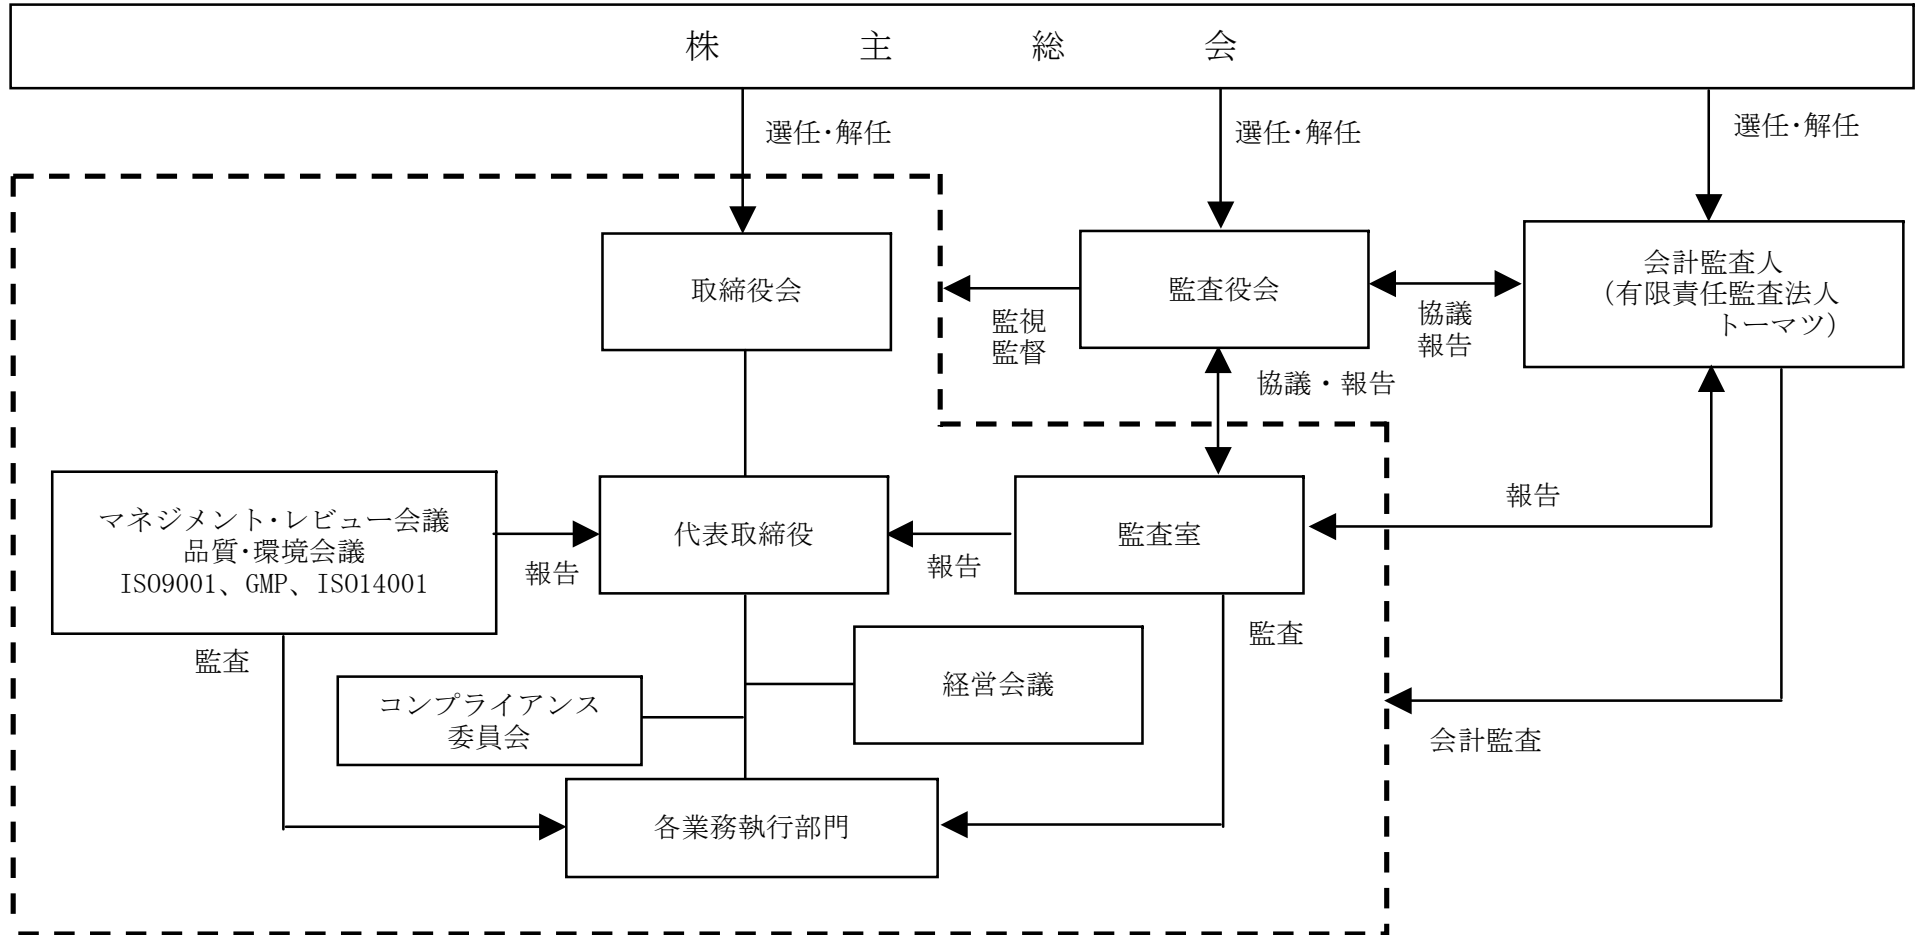 株主総会
選任・解任
選任・解任
選任・解任
取締役会
監査役会
会計監査人
（有限責任監査法人
トーマツ）
監視
監督
協議
報告
協議・報告
マネジメント・レビュー会議
品質・環境会議
ISO9001、GMP、ISO14001
報告
代表取締役
報告
監査室
報告
監査
監査
コンプライアンス
委員会
経営会議
会計監査
各業務執行部門